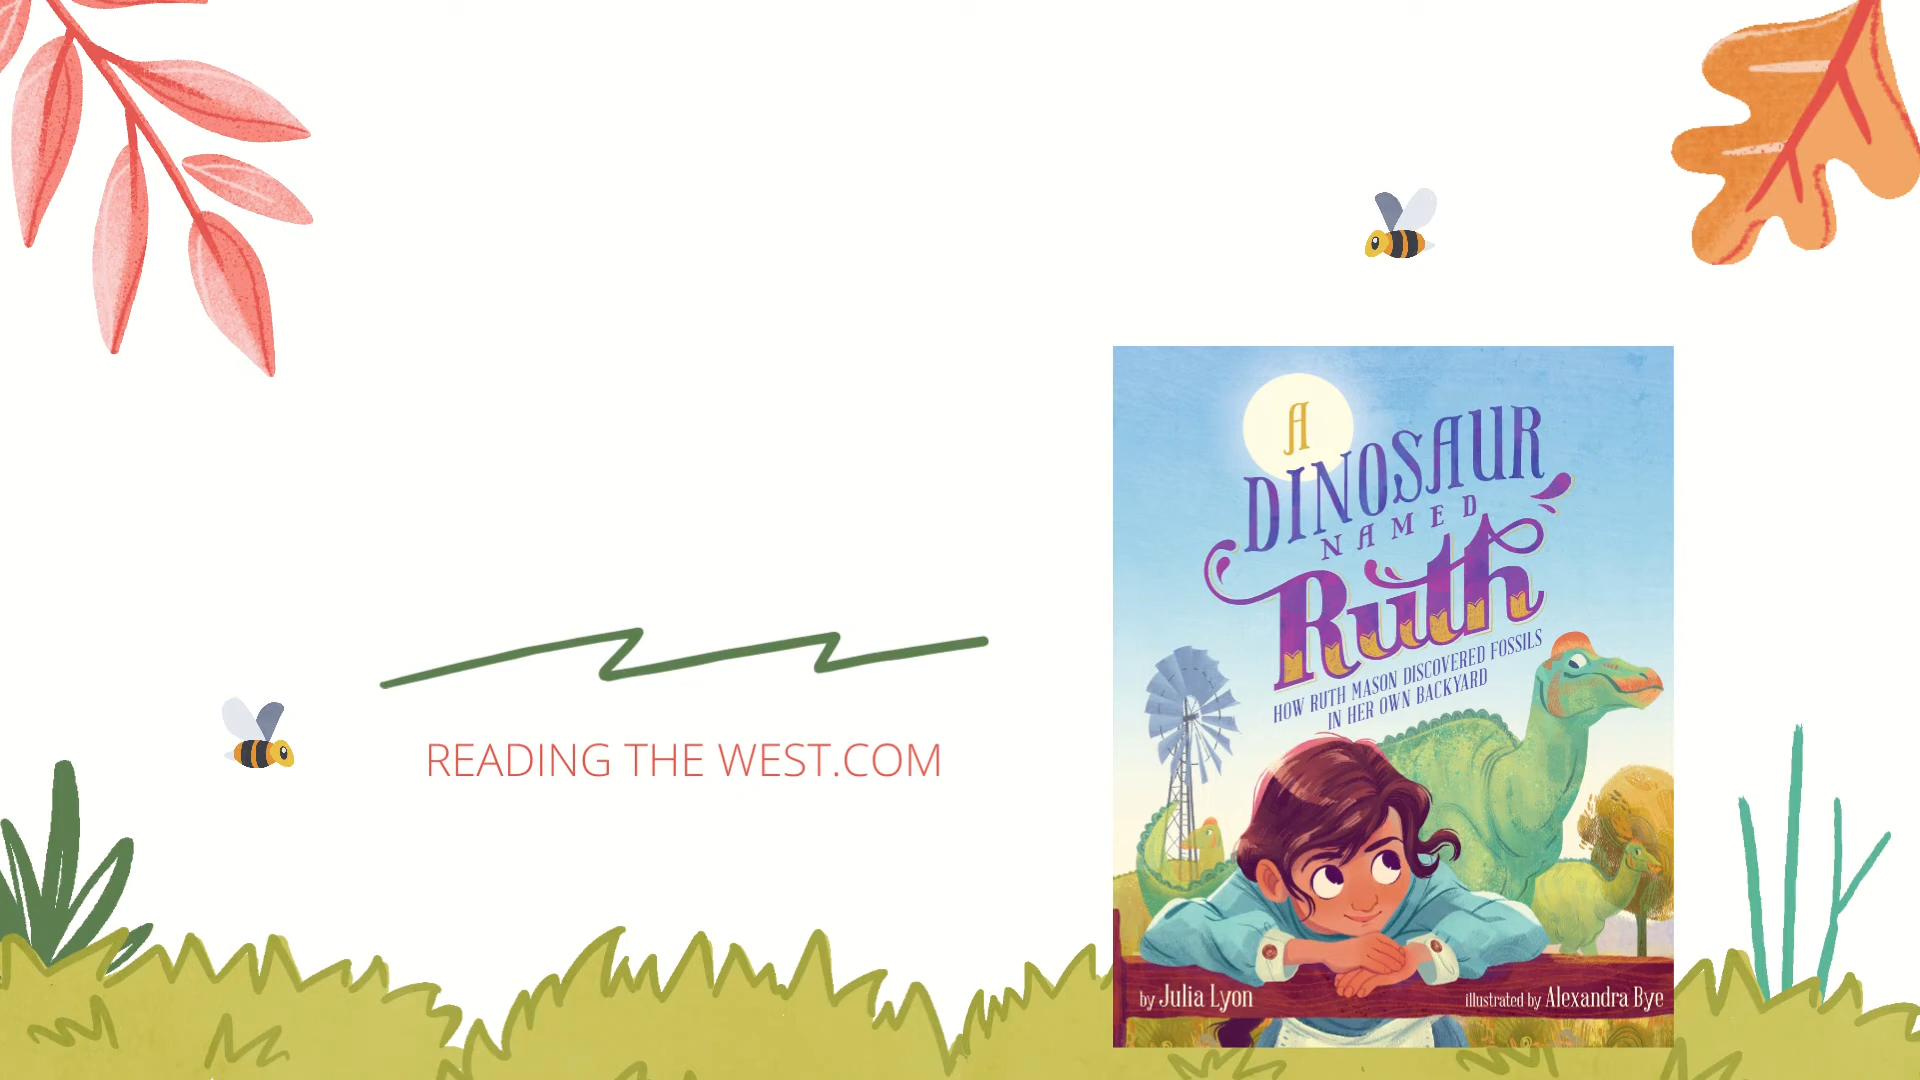 READING THE WEST.COM
A
DINOSAUR
NAMED
Ruth
HOW RUTH MASON DISCOVERED FOSSILS
IN HER OWN BACKYARD
by Julia Lyon
illustrated by Alexandra Bye